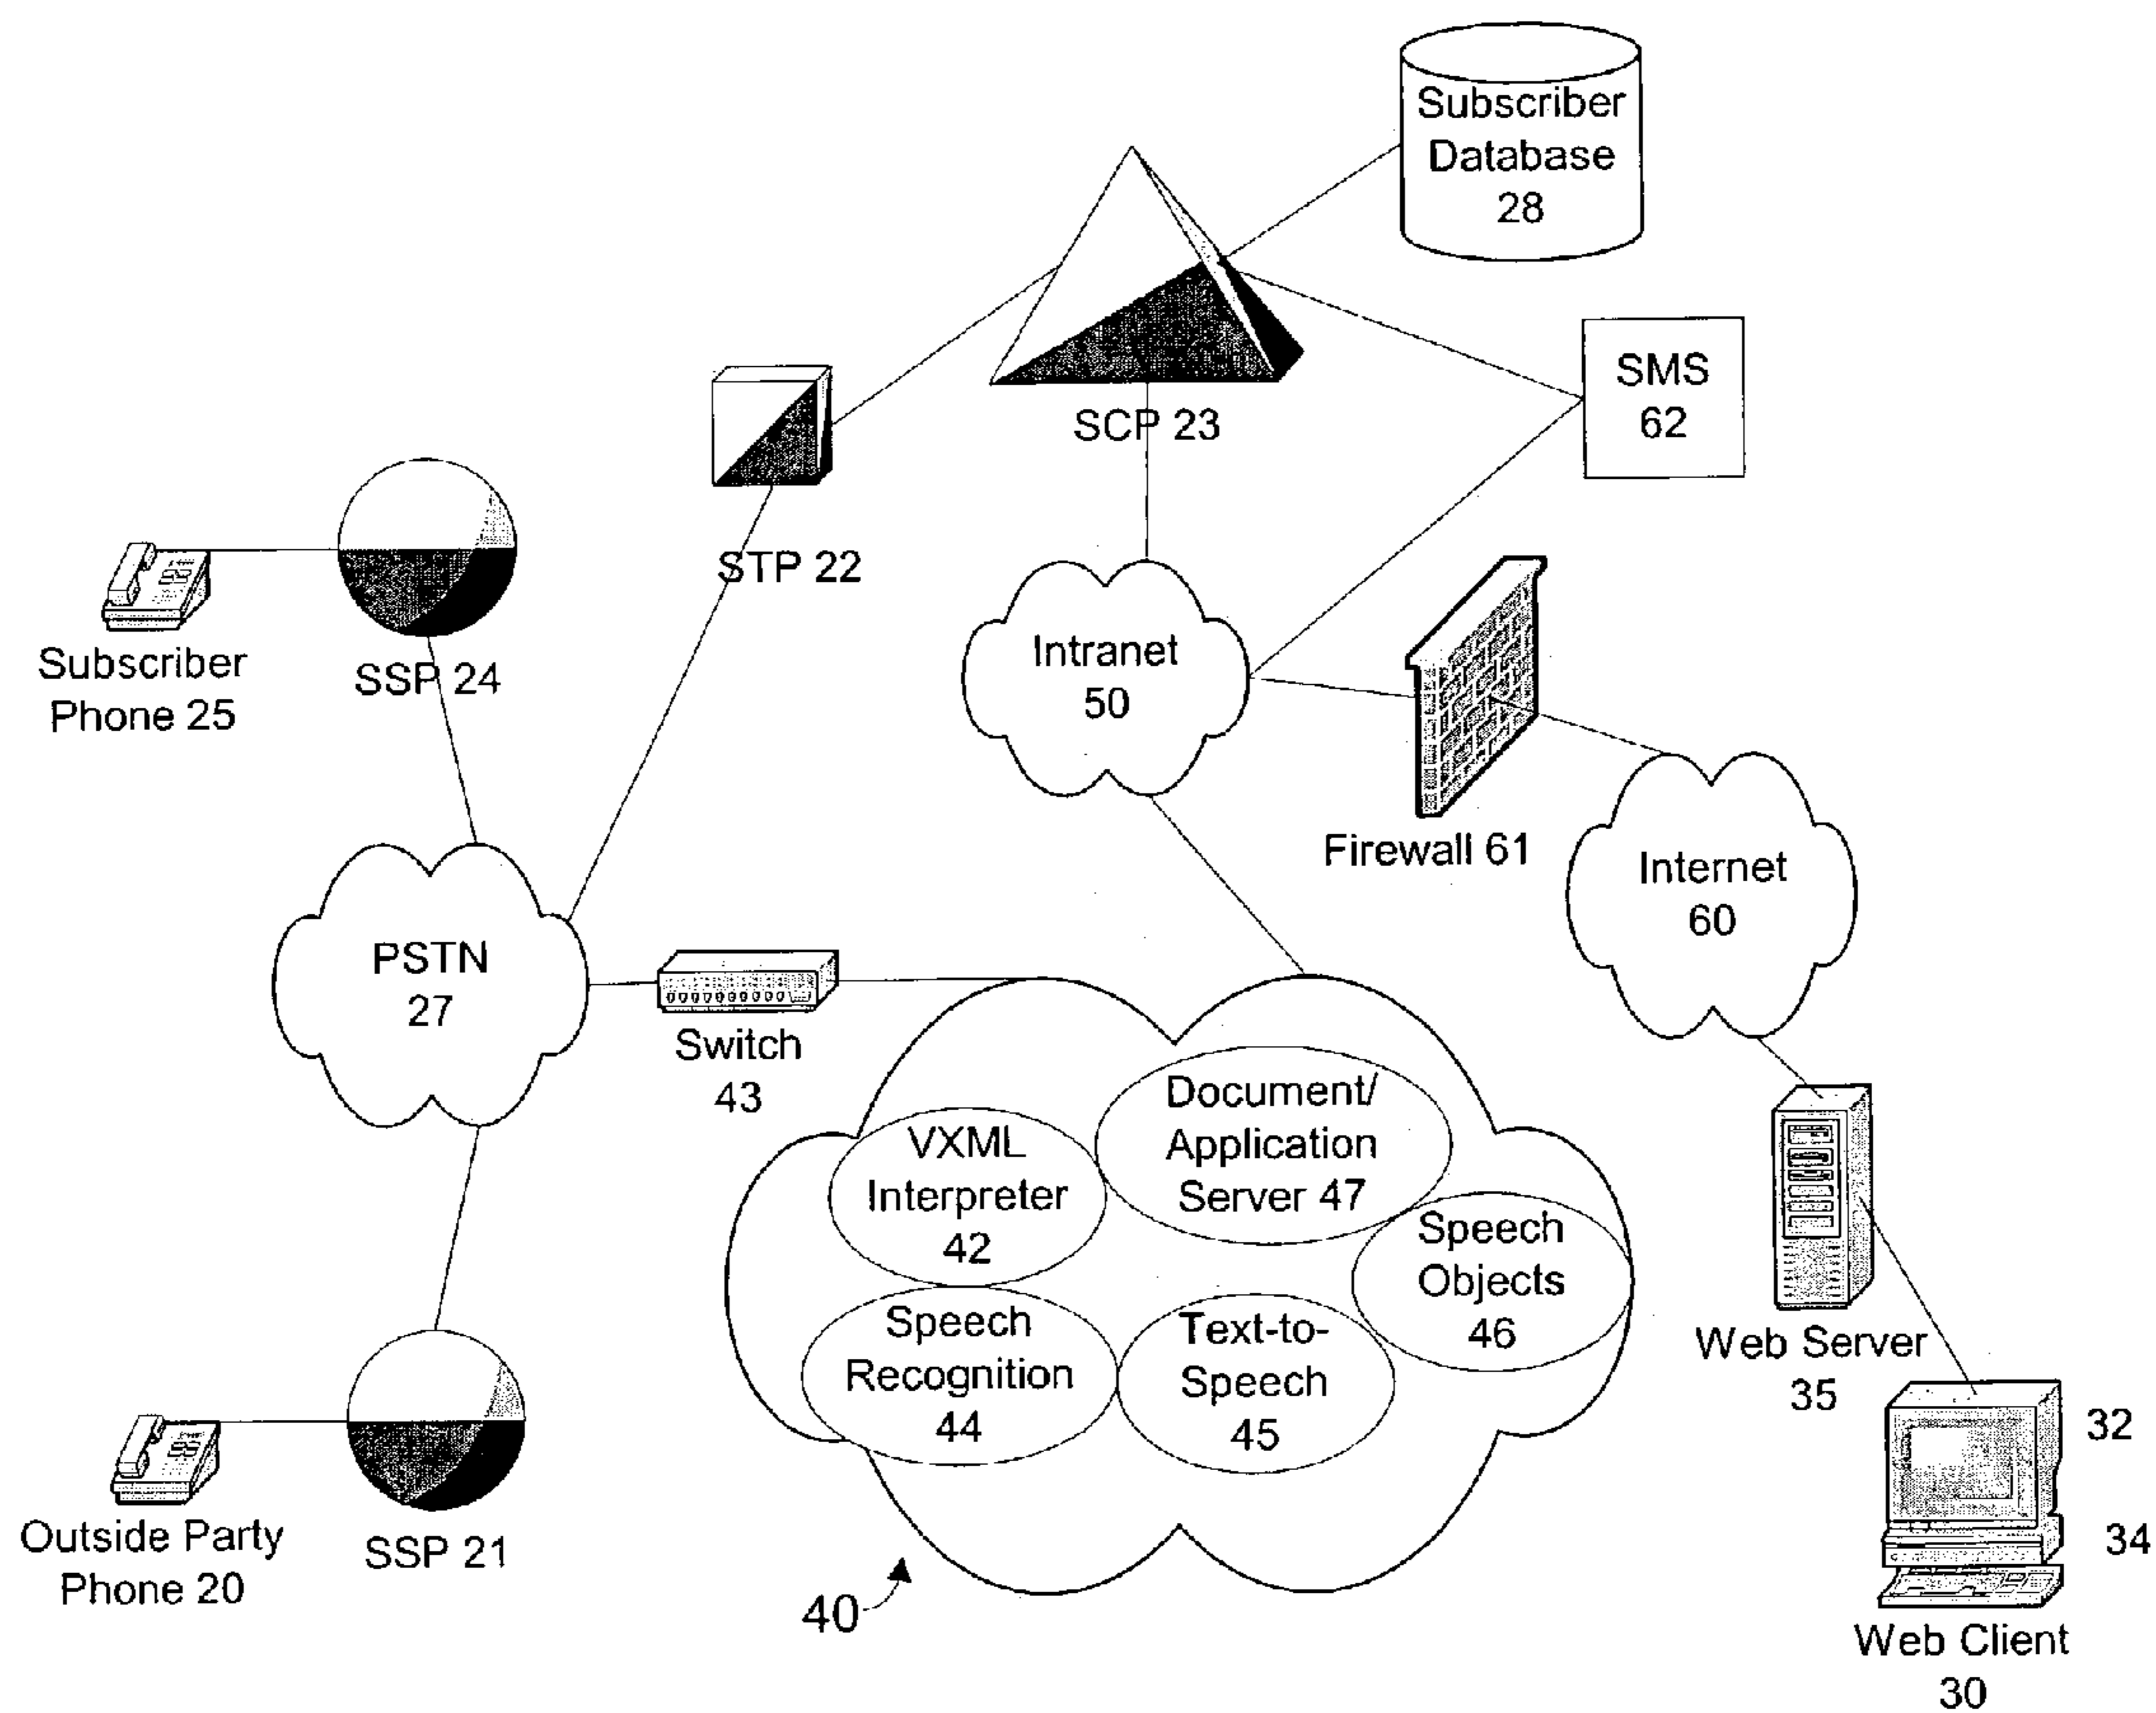 Subscriber
Database
28
SCP 23
SMS
62
STP 22
Subscriber
Phone 25
SSP 24
Intranet
50
Firewall 61
Internet
60
PSTN
27
Switch
43
Document/
Application
Server 47
VXML
Interpreter
42
Speech
Objects
46
Speech
Recognition
44
Text-to-
Speech
45
Web Server
35
32
34
Outside Party
Phone 20
SSP 21
40
Web Client
30